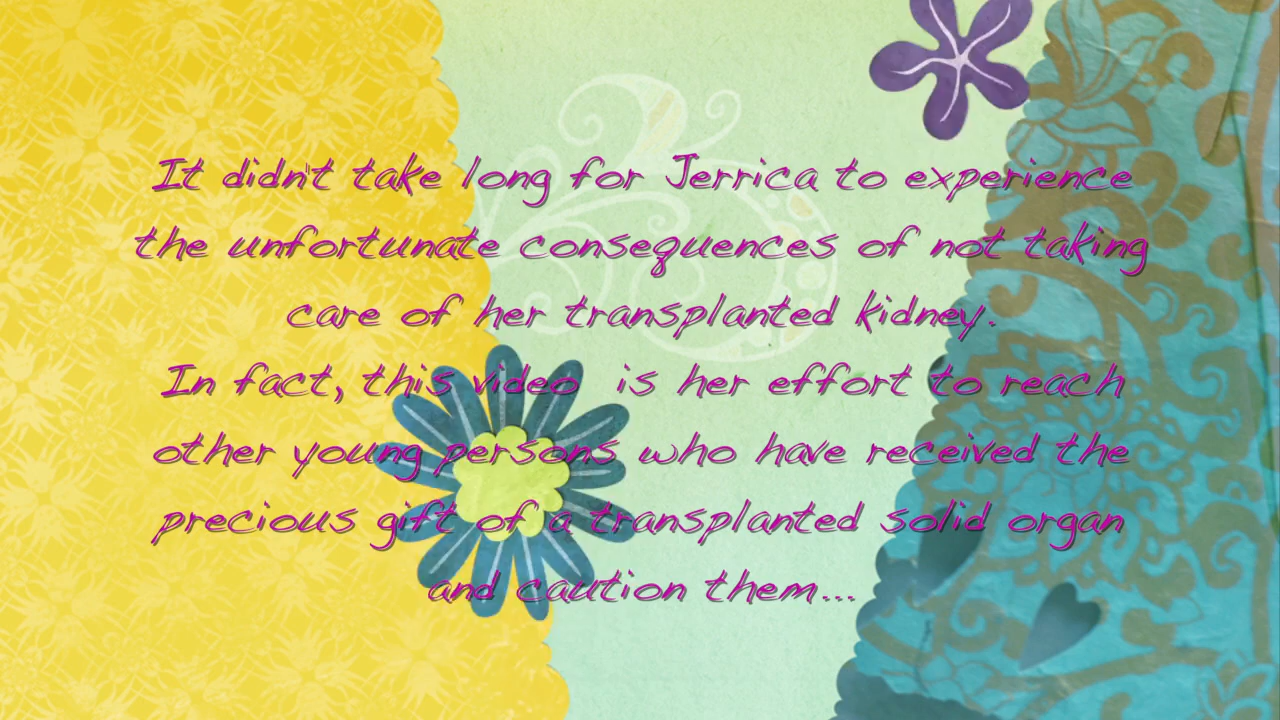 It didn't take long for Jerrica to experience
the unfortunate consequences of not taking
care of her transplanted kidney.
In fact, this video is her effort to reach
other young persons who have received the
precious gift of a transplanted solid organ
and caution them...